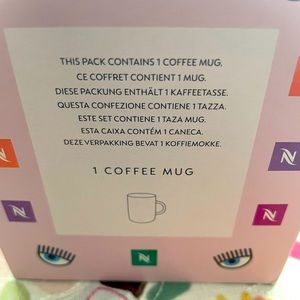 THIS PACK CONTAINS 1 COFFEE MUG.
CE COFFRET CONTIENT 1 MUG.
DIESE PACKUNG ENTHÄLT 1 KAFFEETASSE.
QUESTA CONFEZIONE CONTIENE 1 TAZZA.
ESTE SET CONTIENE 1 TAZA MUG.
ESTA CAIXA CONTÉM 1 CANECA.
DEZE VERPAKKING BEVAT 1 KOFFIEMOKKE.
1 COFFEE MUG